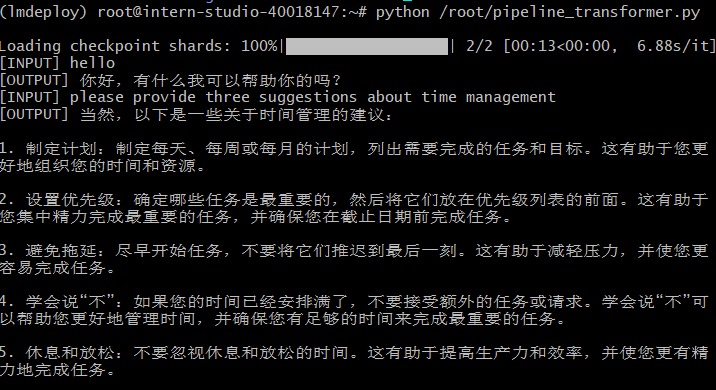 (lmdeploy) root@intern-studio-40018147:~# python /root/pipeline_transformer.py
Loading checkpoint shards: 100%|██████████| 2/2 [00:13<00:00,  6.88s/it]
[INPUT] hello
[OUTPUT] 你好，有什么我可以帮助你的吗？
[INPUT] please provide three suggestions about time management
[OUTPUT] 当然，以下是一些关于时间管理的建议：
1. 制定计划：制定每天、每周或每月的计划，列出需要完成的任务和目标。这有助于您更
好地组织您的时间和资源。
2. 设置优先级：确定哪些任务是最重要的，然后将它们放在优先级列表的前面。这有助于
您集中精力完成最重要的任务，并确保您在截止日期前完成任务。
3. 避免拖延：尽早开始任务，不要将它们推迟到最后一刻。这有助于减轻压力，并使您更
容易完成任务。
4. 学会说“不”：如果您的时间已经安排满了，不要接受额外的任务或请求。学会说“不”可
以帮助您更好地管理时间，并确保您有足够的时间来完成最重要的任务。
5. 休息和放松：不要忽视休息和放松的时间。这有助于提高生产力和效率，并使您更有精
力地完成任务。